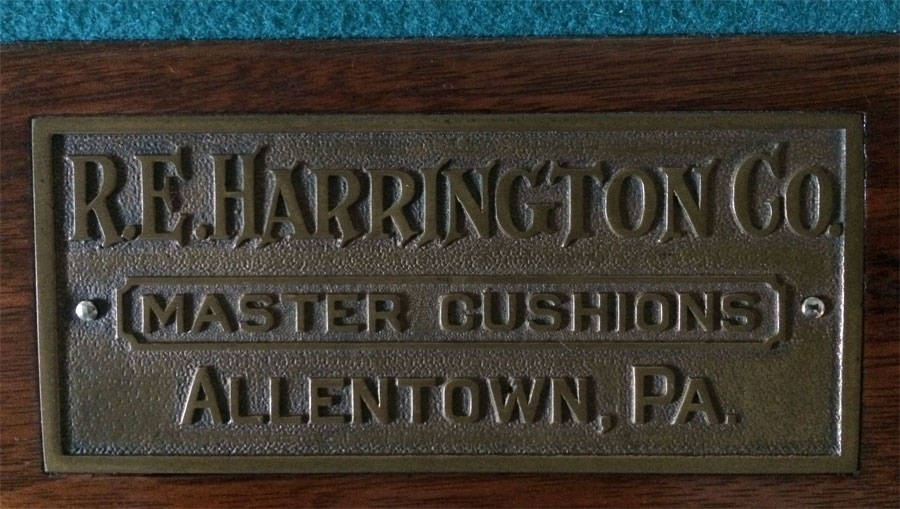 R.E. HARRINGTON CO.
MASTER CUSHIONS
ALLENTOWN, PA.